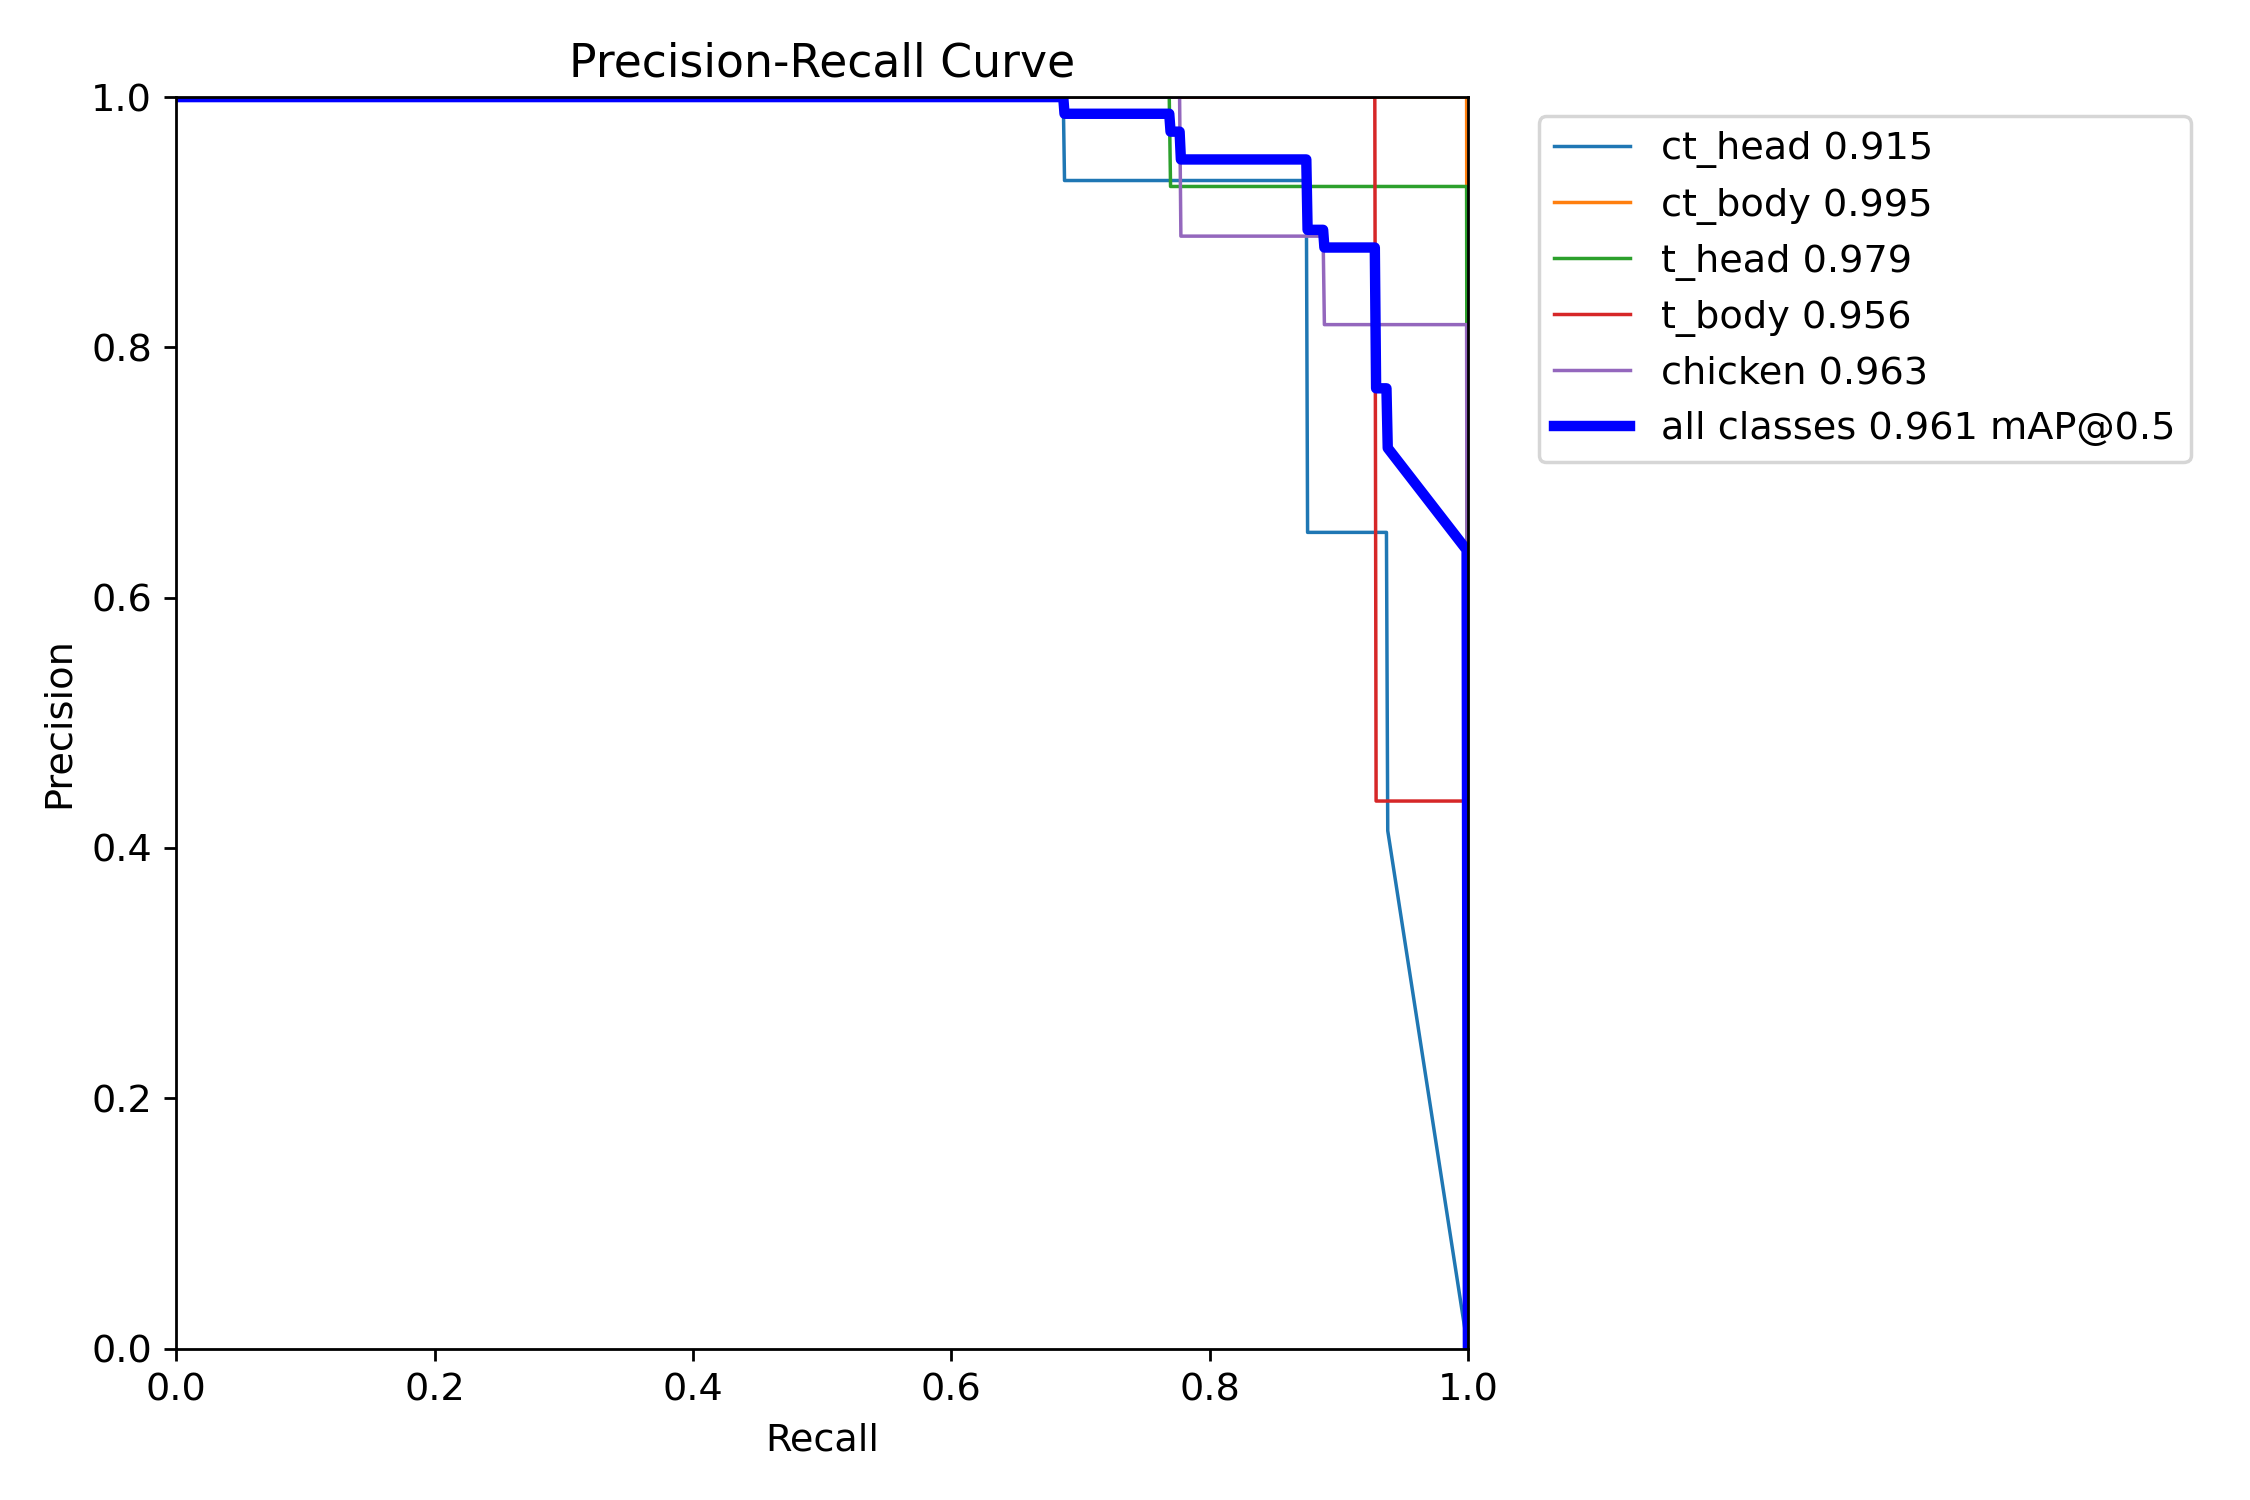 Precision-Recall Curve
1.0
0.8
0.6
0.4
0.2
0.0
Precision
0.0 0.2 0.4 0.6 0.8 1.0
Recall
ct_head 0.915
ct_body 0.995
t_head 0.979
t_body 0.956
chicken 0.963
all classes 0.961 mAP@0.5